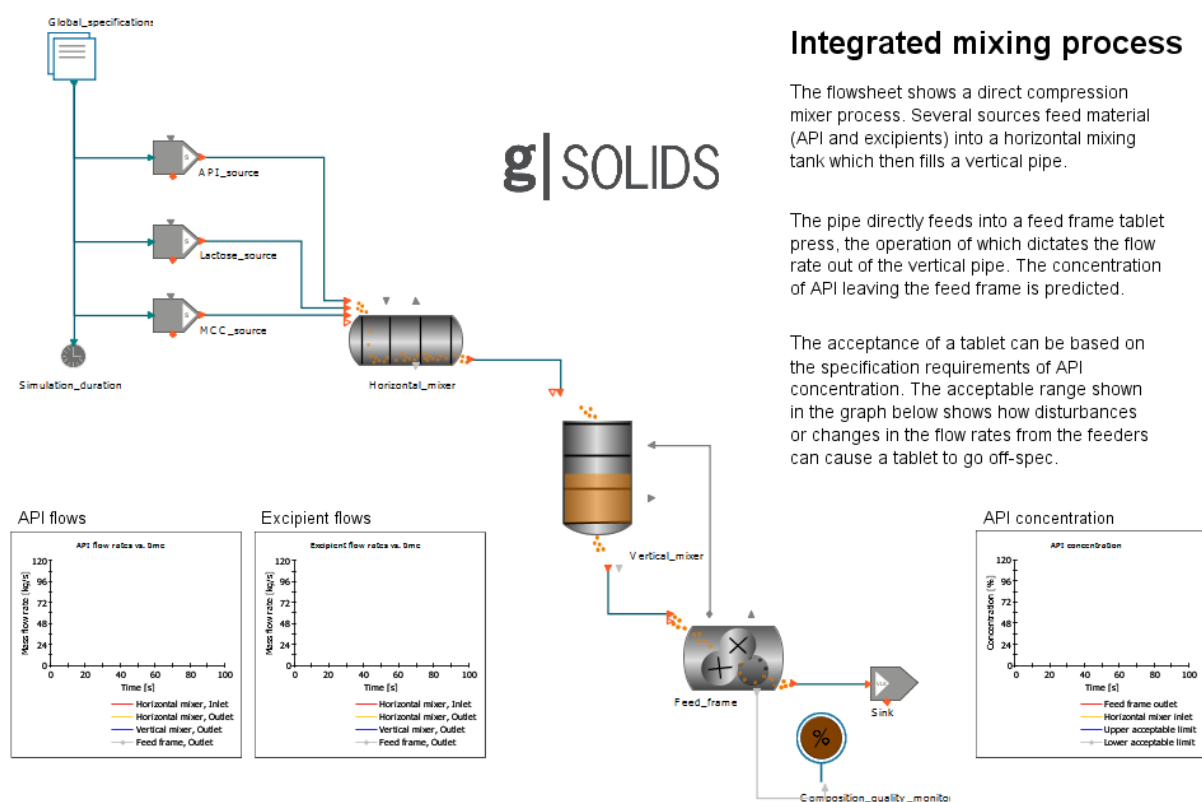 Global_specifications
Integrated mixing process
The flowsheet shows a direct compression
mixer process. Several sources feed material
(API and excipients) into a horizontal mixing
tank which then fills a vertical pipe.
g|SOLIDS
S
API_source
The pipe directly feeds into a feed frame tablet
press, the operation of which dictates the flow
rate out of the vertical pipe. The concentration
of API leaving the feed frame is predicted.
S
Lactose_source
S
MCC_source
Simulation_duration
Horizontal_mixer
The acceptance of a tablet can be based on
the specification requirements of API
concentration. The acceptable range shown
in the graph below shows how disturbances
or changes in the flow rates from the feeders
can cause a tablet to go off-spec.
Vertical_mixer
Feed_frame
Sink
%
Composition_quality_monitor
API flows
API flow rates vs. time
Mass flow rate [kg/s]
120
96
72
48
24
0
0 20 40 60 80 100
Time [s]
Horizontal mixer, Inlet
Horizontal mixer, Outlet
Vertical mixer, Outlet
Feed frame, Outlet
Excipient flows
Excipient flow rates vs. time
Mass flow rate [kg/s]
120
96
72
48
24
0
0 20 40 60 80 100
Time [s]
Horizontal mixer, Inlet
Horizontal mixer, Outlet
Vertical mixer, Outlet
Feed frame, Outlet
API concentration
API concentration
Concentration [%]
120
96
72
48
24
0
0 20 40 60 80 100
Time [s]
Feed frame outlet
Horizontal mixer inlet
Upper acceptable limit
Lower acceptable limit